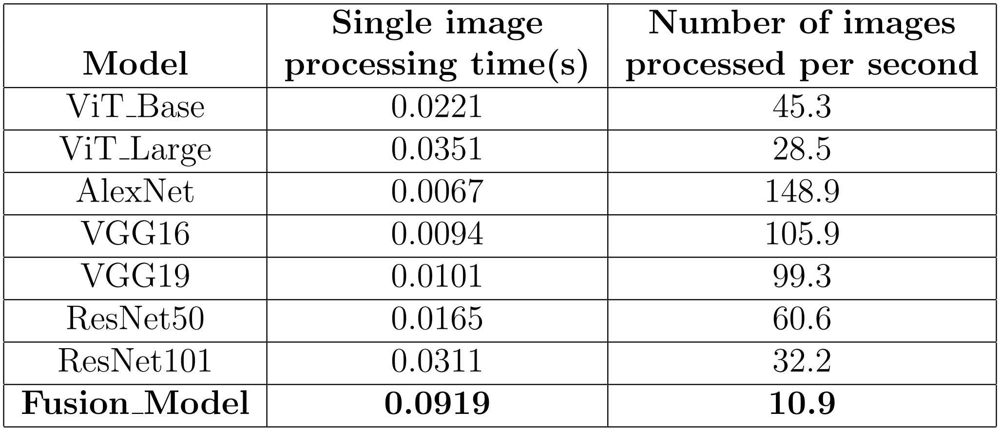 Model Single image processing time(s) Number of images processed per second
ViT_Base 0.0221 45.3
ViT_Large 0.0351 28.5
AlexNet 0.0067 148.9
VGG16 0.0094 105.9
VGG19 0.0101 99.3
ResNet50 0.0165 60.6
ResNet101 0.0311 32.2
Fusion_Model 0.0919 10.9